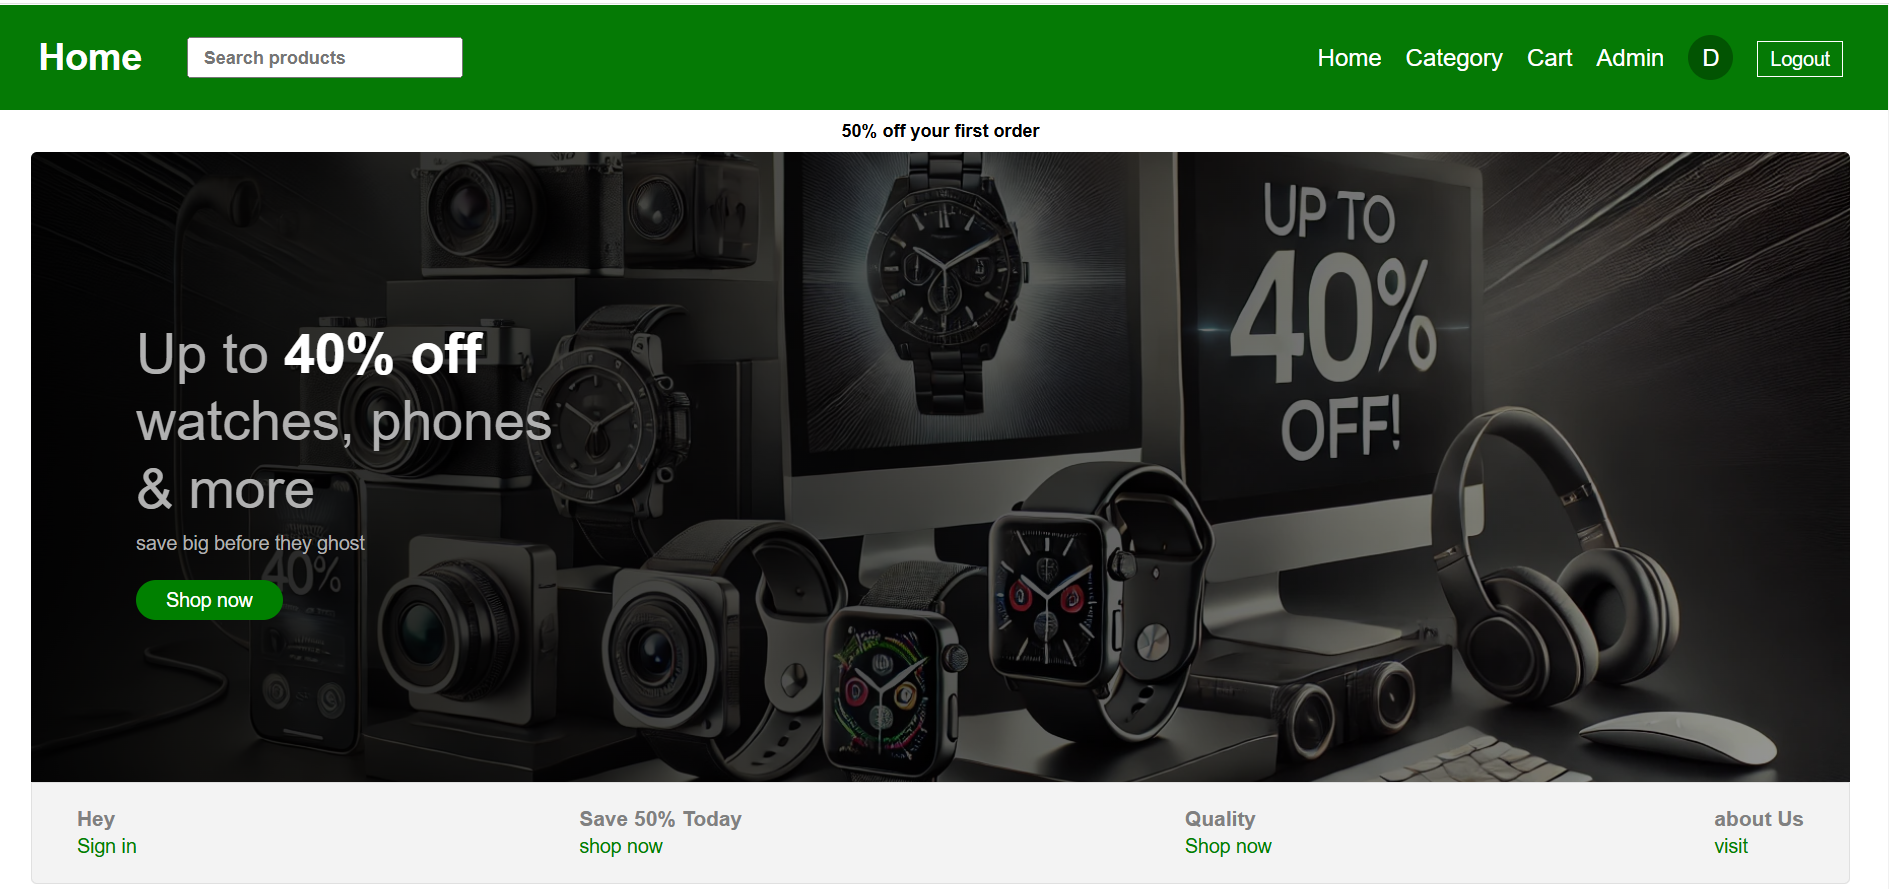 Home
Search products
Home Category Cart Admin D Logout
50% off your first order
UP TO
40%
OFF!
Up to 40% off
watches, phones
& more
save big before they ghost
40%
Shop now
Hey
Sign in
Save 50% Today
shop now
Quality
Shop now
about Us
visit